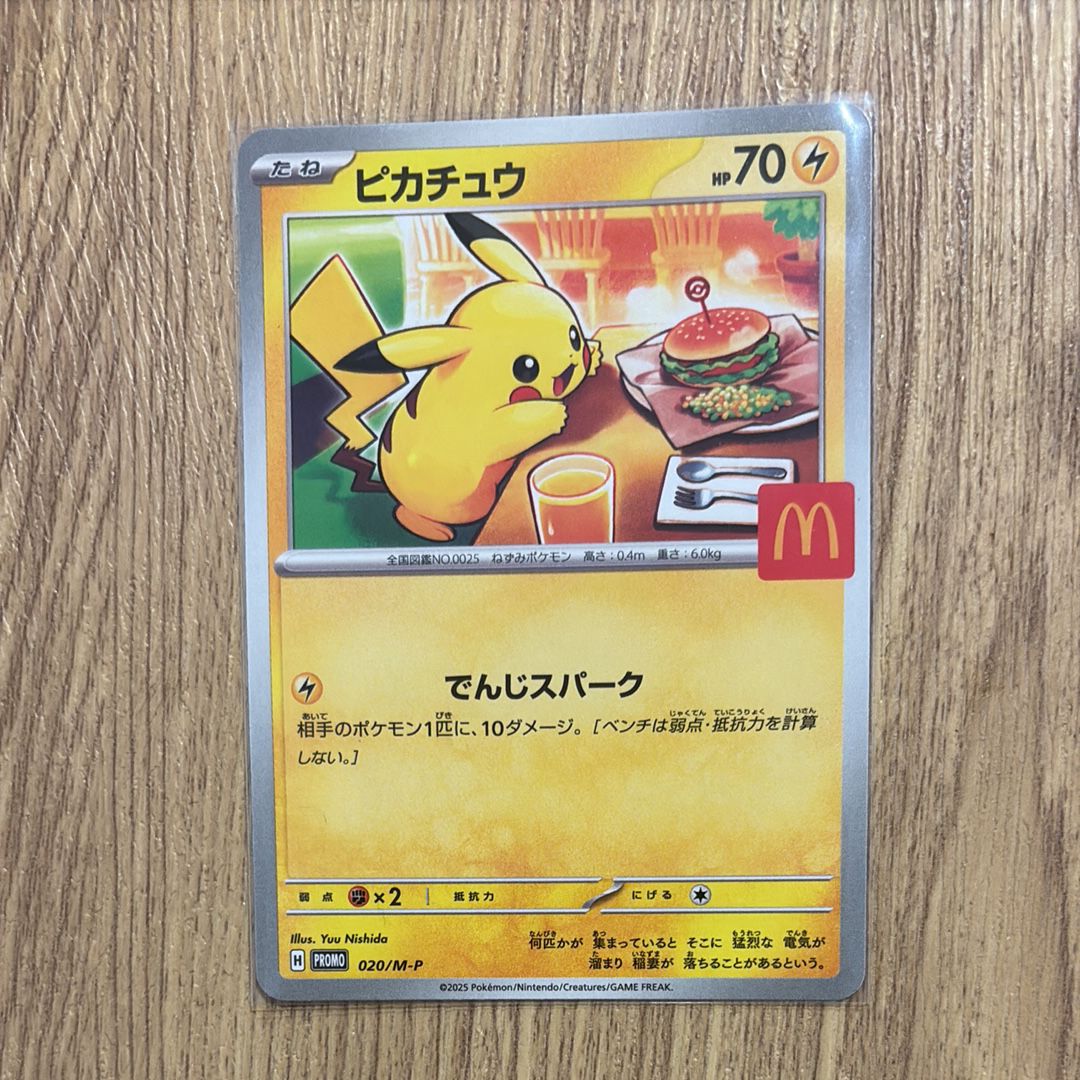 たね ピカチュウ HP70
全国図鑑NO.0025 ねずみポケモン 高さ:0.4m 重さ:6.0kg
M
でんじスパーク
相手のポケモン1匹に、10ダメージ。[ベンチは弱点・抵抗力を計算
しない。]
弱点 ×2 抵抗力 にげる
Illus. Yuu Nishida
H PROMO 020/M-P
何匹かが 集まっていると そこに 猛烈な 電気が
溜まり 稲妻が 落ちることがあるという。
©2025 Pokémon/Nintendo/Creatures/GAME FREAK.